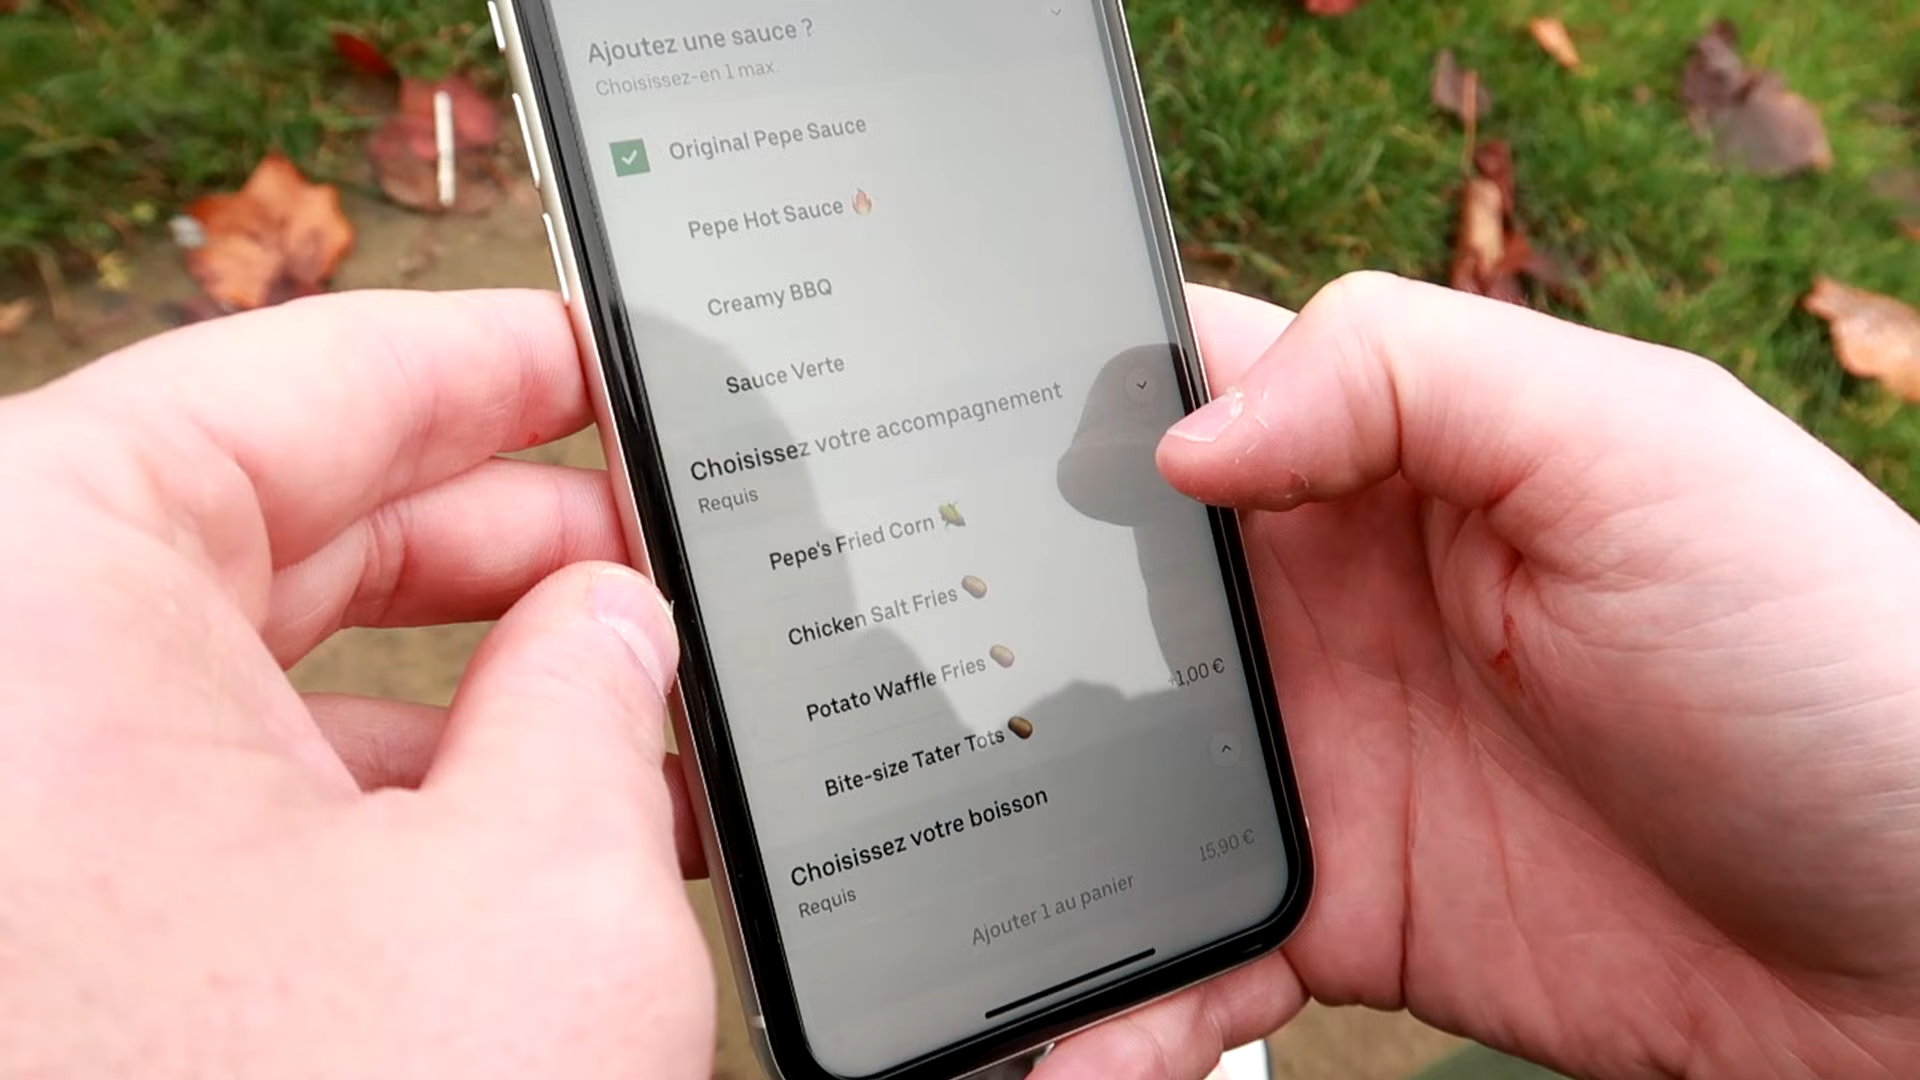 Ajoutez une sauce ?
Choisissez-en 1 max.
Original Pepe Sauce
Pepe Hot Sauce 🔥
Creamy BBQ
Sauce Verte
Choisissez votre accompagnement
Requis
Pepe's Fried Corn 🌽
Chicken Salt Fries 🥔
Potato Waffle Fries 🥔
+1,00 €
Bite-size Tater Tots 🥔
Choisissez votre boisson
Requis
15,90 €
Ajouter 1 au panier